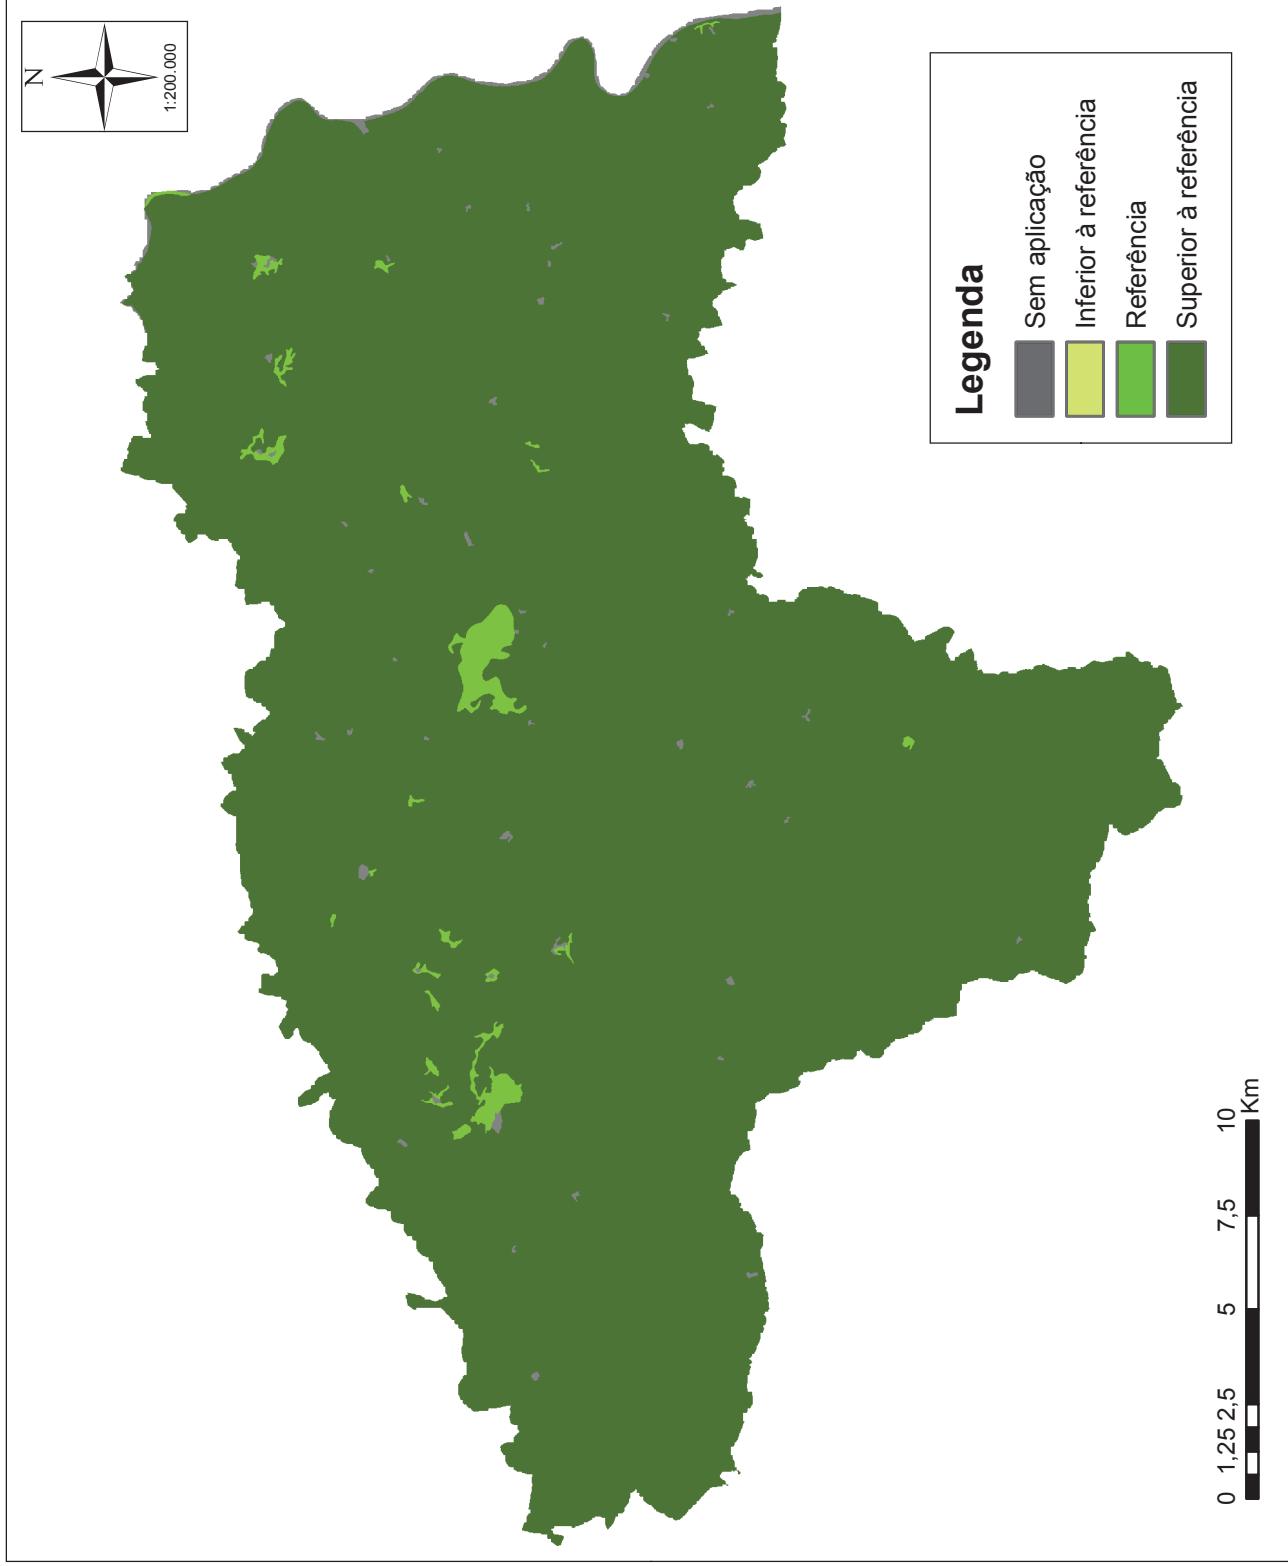 N
1:200.000
Legenda
Sem aplicação
Inferior à referência
Referência
Superior à referência
0 1,25 2,5 5 7,5 10
Km